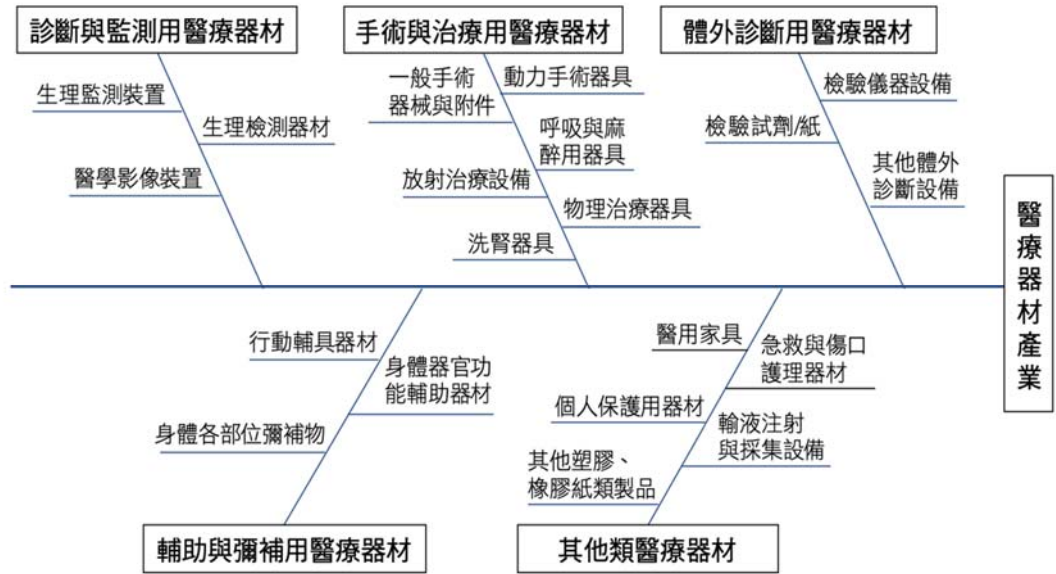 診斷與監測用醫療器材
生理監測裝置
生理檢測器材
醫學影像裝置
手術與治療用醫療器材
一般手術
器械與附件
動力手術器具
呼吸與麻
醉用器具
放射治療設備
物理治療器具
洗腎器具
體外診斷用醫療器材
檢驗儀器設備
檢驗試劑/紙
其他體外
診斷設備
醫療器材產業
行動輔具器材
身體器官功
能輔助器材
身體各部位彌補物
輔助與彌補用醫療器材
醫用家具
急救與傷口
護理器材
個人保護用器材
輸液注射
與採集設備
其他塑膠、
橡膠紙類製品
其他類醫療器材